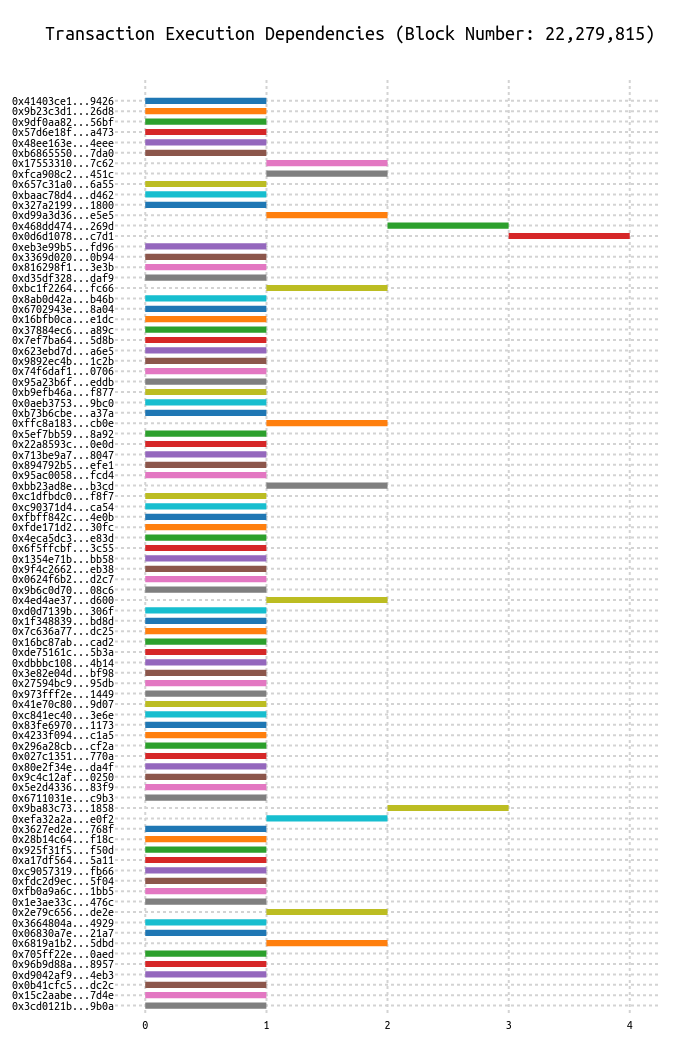 Transaction Execution Dependencies (Block Number: 22,279,815)
0x41403ce1...9426
0x9b23c3d1...26d8
0x9df0aa82...56bf
0x57d6e18f...a473
0x48ee163e...4eee
0xb6865550...7da0
0x17553310...7c62
0xfca908c2...451c
0x657c31a0...6a55
0xbaac78d4...d462
0x327a2199...1800
0xd99a3d36...e5e5
0x468dd474...269d
0x0d6d1078...c7d1
0xeb3e99b5...fd96
0x3369d020...0b94
0x816298f1...3e3b
0xd35df328...daf9
0xbc1f2264...fc66
0x8ab0d42a...b46b
0x6702943e...8a04
0x16bfb0ca...e1dc
0x37884ec6...a89c
0x7ef7ba64...5d8b
0x623ebd7d...a6e5
0x9892ec4b...1c2b
0x74f6daf1...0706
0x95a23b6f...eddb
0xb9efb46a...f877
0x0aeb3753...9bc0
0xb73b6cbe...a37a
0xffc8a183...cb0e
0x5ef7bb59...8a92
0x22a8593c...0e0d
0x713be9a7...8047
0x894792b5...efe1
0x95ac0058...fcd4
0xbb23ad8e...b3cd
0xc1dfbdc0...f8f7
0xc90371d4...ca54
0xfbff842c...4e0b
0xfde171d2...30fc
0x4eca5dc3...e83d
0x6f5ffcbf...3c55
0x1354e71b...bb58
0x9f4c2662...eb38
0x0624f6b2...d2c7
0x9b6c0d70...08c6
0x4ed4ae37...d600
0xd0d7139b...306f
0x1f348839...bd8d
0x7c636a77...dc25
0x16bc87ab...cad2
0xde75161c...5b3a
0xdbbbc108...4b14
0x3e82e04d...bf98
0x27594bc9...95db
0x973fff2e...1449
0x41e70c80...9d07
0xc841ec40...3e6e
0x83fe6970...1173
0x4233f094...c1a5
0x296a28cb...cf2a
0x027c1351...770a
0x80e2f34e...da4f
0x9c4c12af...0250
0x5e2d4336...83f9
0x6711031e...c9b3
0x9ba83c73...1858
0xefa32a2a...e0f2
0x3627ed2e...768f
0x28b14c64...f18c
0x925f31f5...f50d
0xa17df564...5a11
0xc9057319...fb66
0xfdc2d9ec...5f04
0xfb0a9a6c...1bb5
0x1e3ae33c...476c
0x2e79c656...de2e
0x3664804a...4929
0x06830a7e...21a7
0x6819a1b2...5dbd
0x705ff22e...0aed
0x96b9d88a...8957
0xd9042af9...4eb3
0x0b41cfc5...dc2c
0x15c2aabe...7d4e
0x3cd0121b...9b0a
0 1 2 3 4